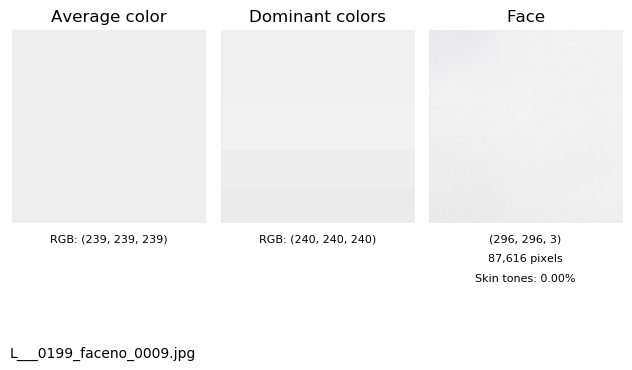 Average color
Dominant colors
Face
RGB: (239, 239, 239)
RGB: (240, 240, 240)
(296, 296, 3)
87,616 pixels
Skin tones: 0.00%
L___0199_faceno_0009.jpg